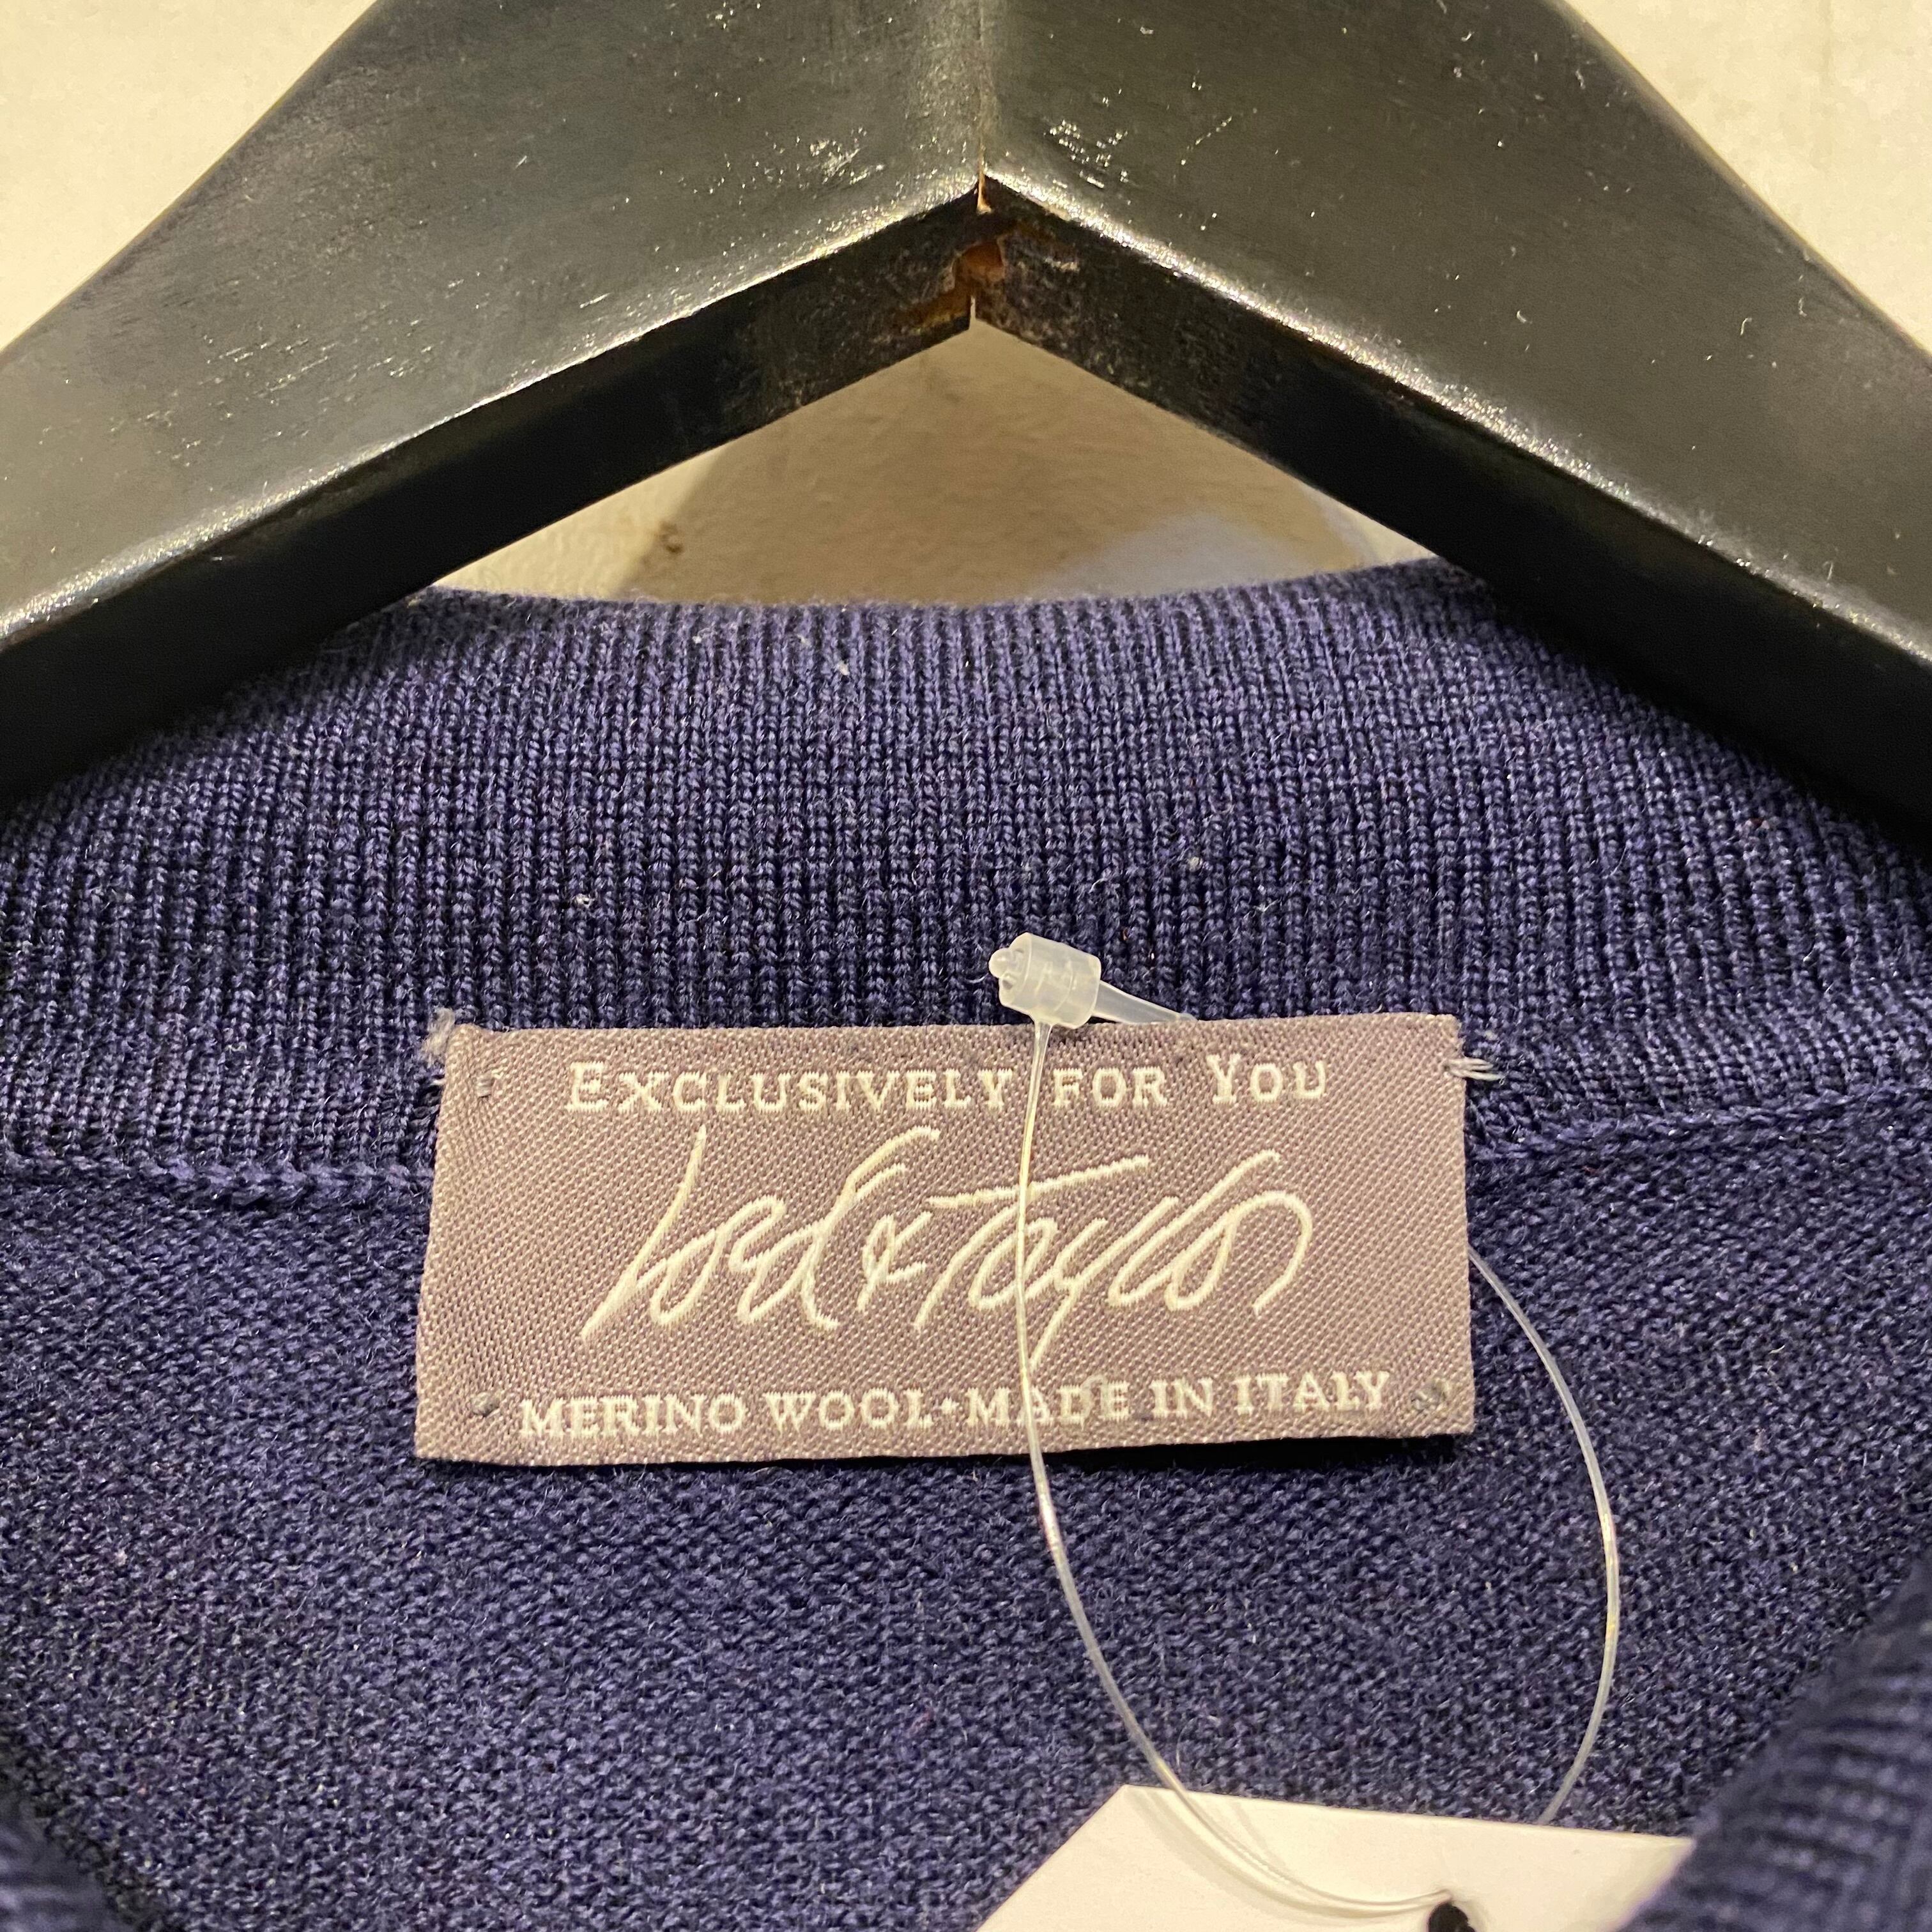 EXCLUSIVELY FOR YOU
Lord & Taylor
MERINO WOOL•MADE IN ITALY